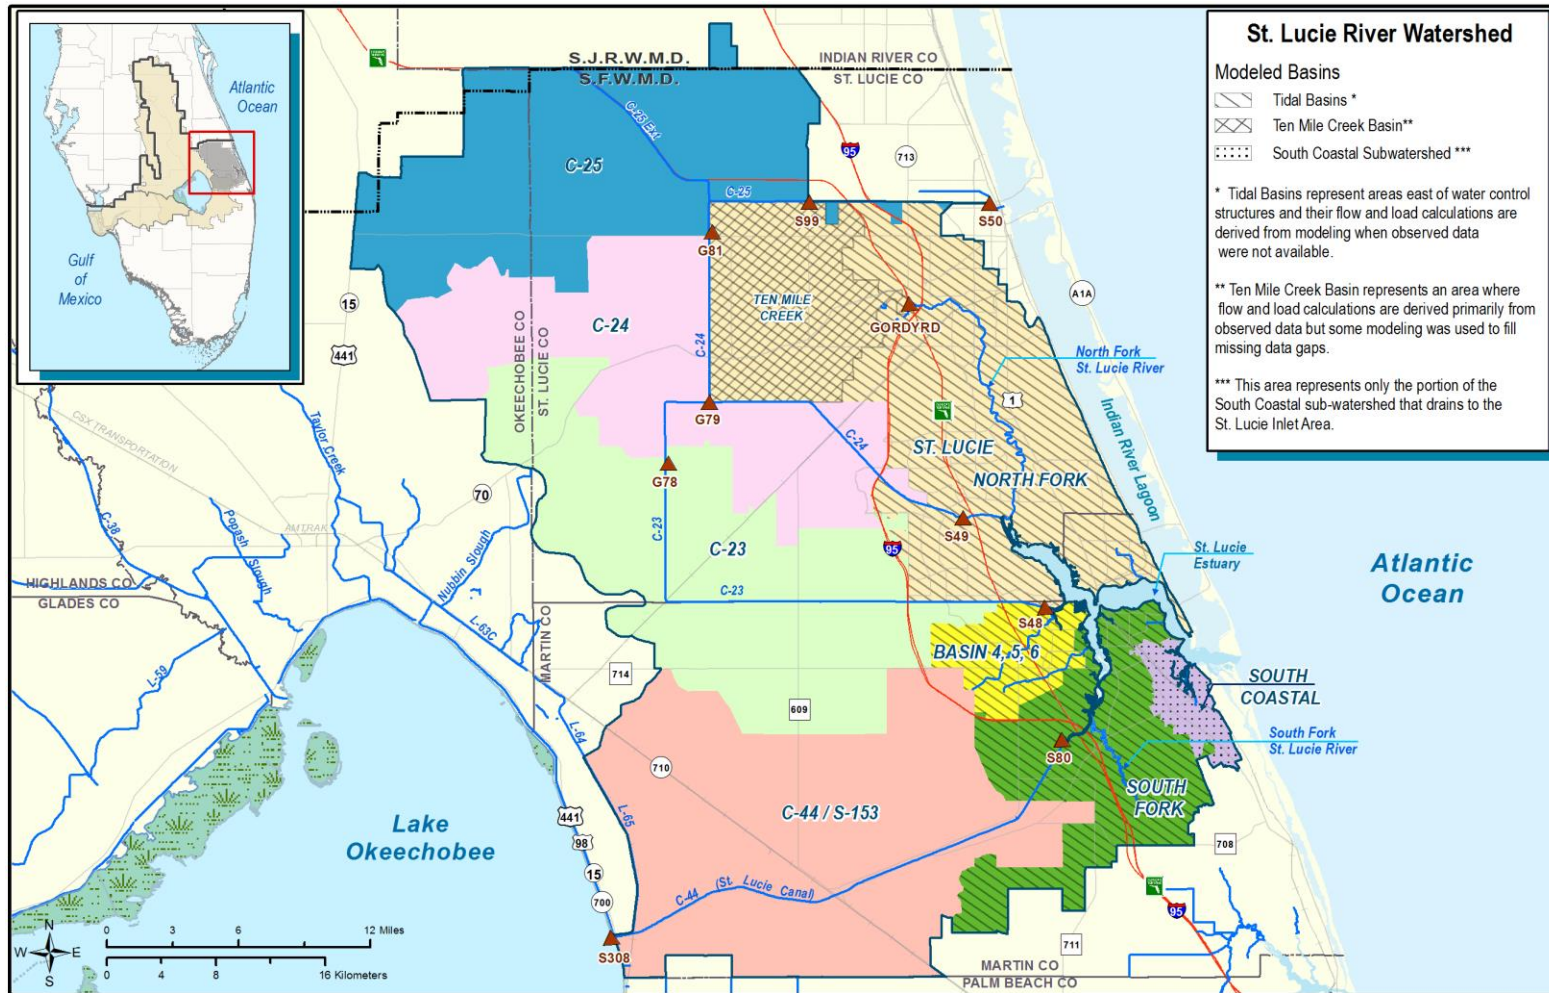 St. Lucie River Watershed
Modeled Basins
Tidal Basins *
Ten Mile Creek Basin**
South Coastal Subwatershed ***
* Tidal Basins represent areas east of water control
structures and their flow and load calculations are
derived from modeling when observed data
were not available.
** Ten Mile Creek Basin represents an area where
flow and load calculations are derived primarily from
observed data but some modeling was used to fill
missing data gaps.
*** This area represents only the portion of the
South Coastal sub-watershed that drains to the
St. Lucie Inlet Area.
Atlantic
Ocean
Gulf
of
Mexico
S.J.R.W.M.D.
S.F.W.M.D.
INDIAN RIVER CO
ST. LUCIE CO
C-25 EXT
C-25
C-25
95
713
S99
S50
G81
TEN MILE
CREEK
GORDYRD
A1A
15
441
C-24
C-24
OKEECHOBEE CO
ST. LUCIE CO
North Fork
St. Lucie River
1
Indian River Lagoon
G79
C-24
ST. LUCIE
NORTH FORK
CSX TRANSPORTATION
Taylor Creek
G78
70
C-38
Popash Slough
AMTRAK
Nubbin Slough
C-23
C-23
S49
95
St. Lucie
Estuary
Atlantic
Ocean
HIGHLANDS CO
GLADES CO
C-23
S48
L-63C
MARTIN CO
BASIN 4, 5, 6
714
L-59
SOUTH
COASTAL
609
L-64
South Fork
St. Lucie River
S80
710
SOUTH
FORK
C-44 / S-153
L-65
441
98
Lake
Okeechobee
708
15
700
C-44
(St. Lucie Canal)
95
S308
711
MARTIN CO
PALM BEACH CO
N
W
E
S
0 3 6 12 Miles
0 4 8 16 Kilometers